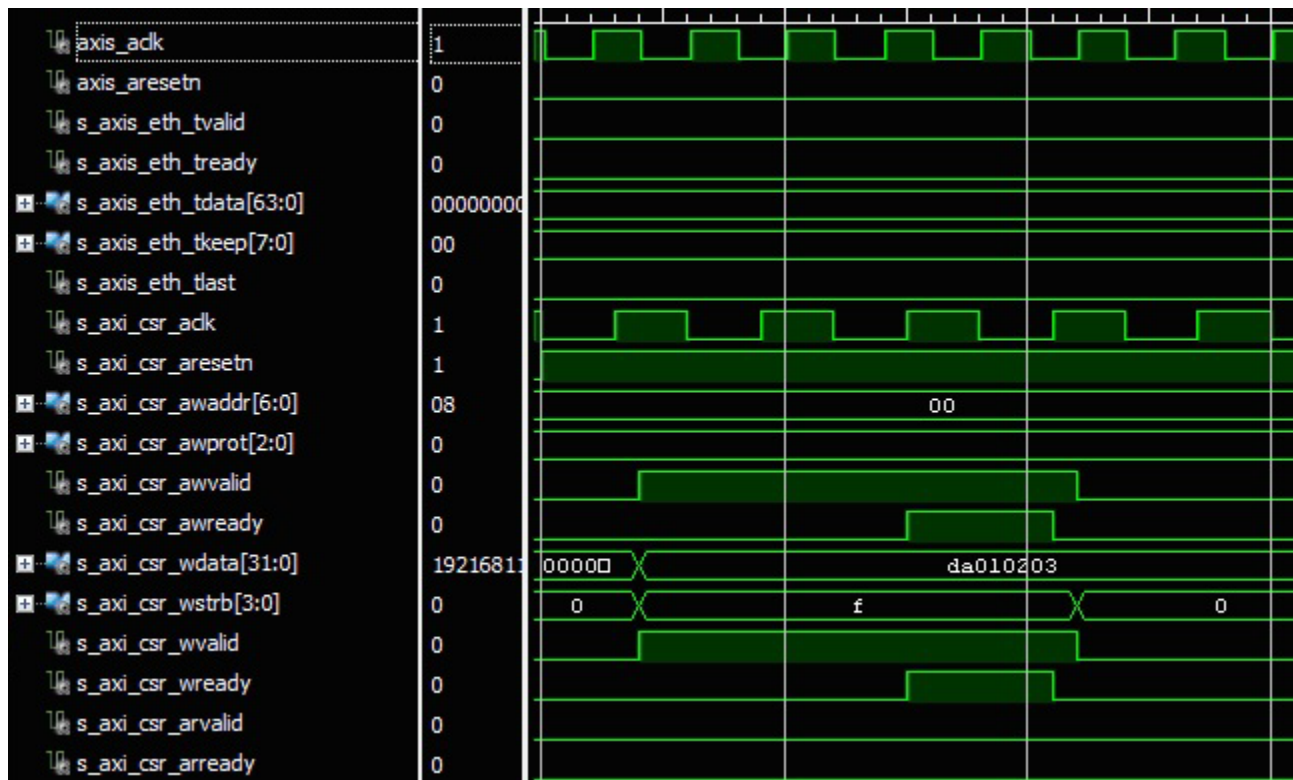 axis_aclk 1
axis_aresetn 0
s_axis_eth_tvalid 0
s_axis_eth_tready 0
s_axis_eth_tdata[63:0] 00000000
s_axis_eth_tkeep[7:0] 00
s_axis_eth_tlast 0
s_axi_csr_aclk 1
s_axi_csr_aresetn 1
s_axi_csr_awaddr[6:0] 08 00
s_axi_csr_awprot[2:0] 0
s_axi_csr_awvalid 0
s_axi_csr_awready 0
s_axi_csr_wdata[31:0] 19216811 0000 da010203
s_axi_csr_wstrb[3:0] 0 0 f 0
s_axi_csr_wvalid 0
s_axi_csr_wready 0
s_axi_csr_arvalid 0
s_axi_csr_arready 0